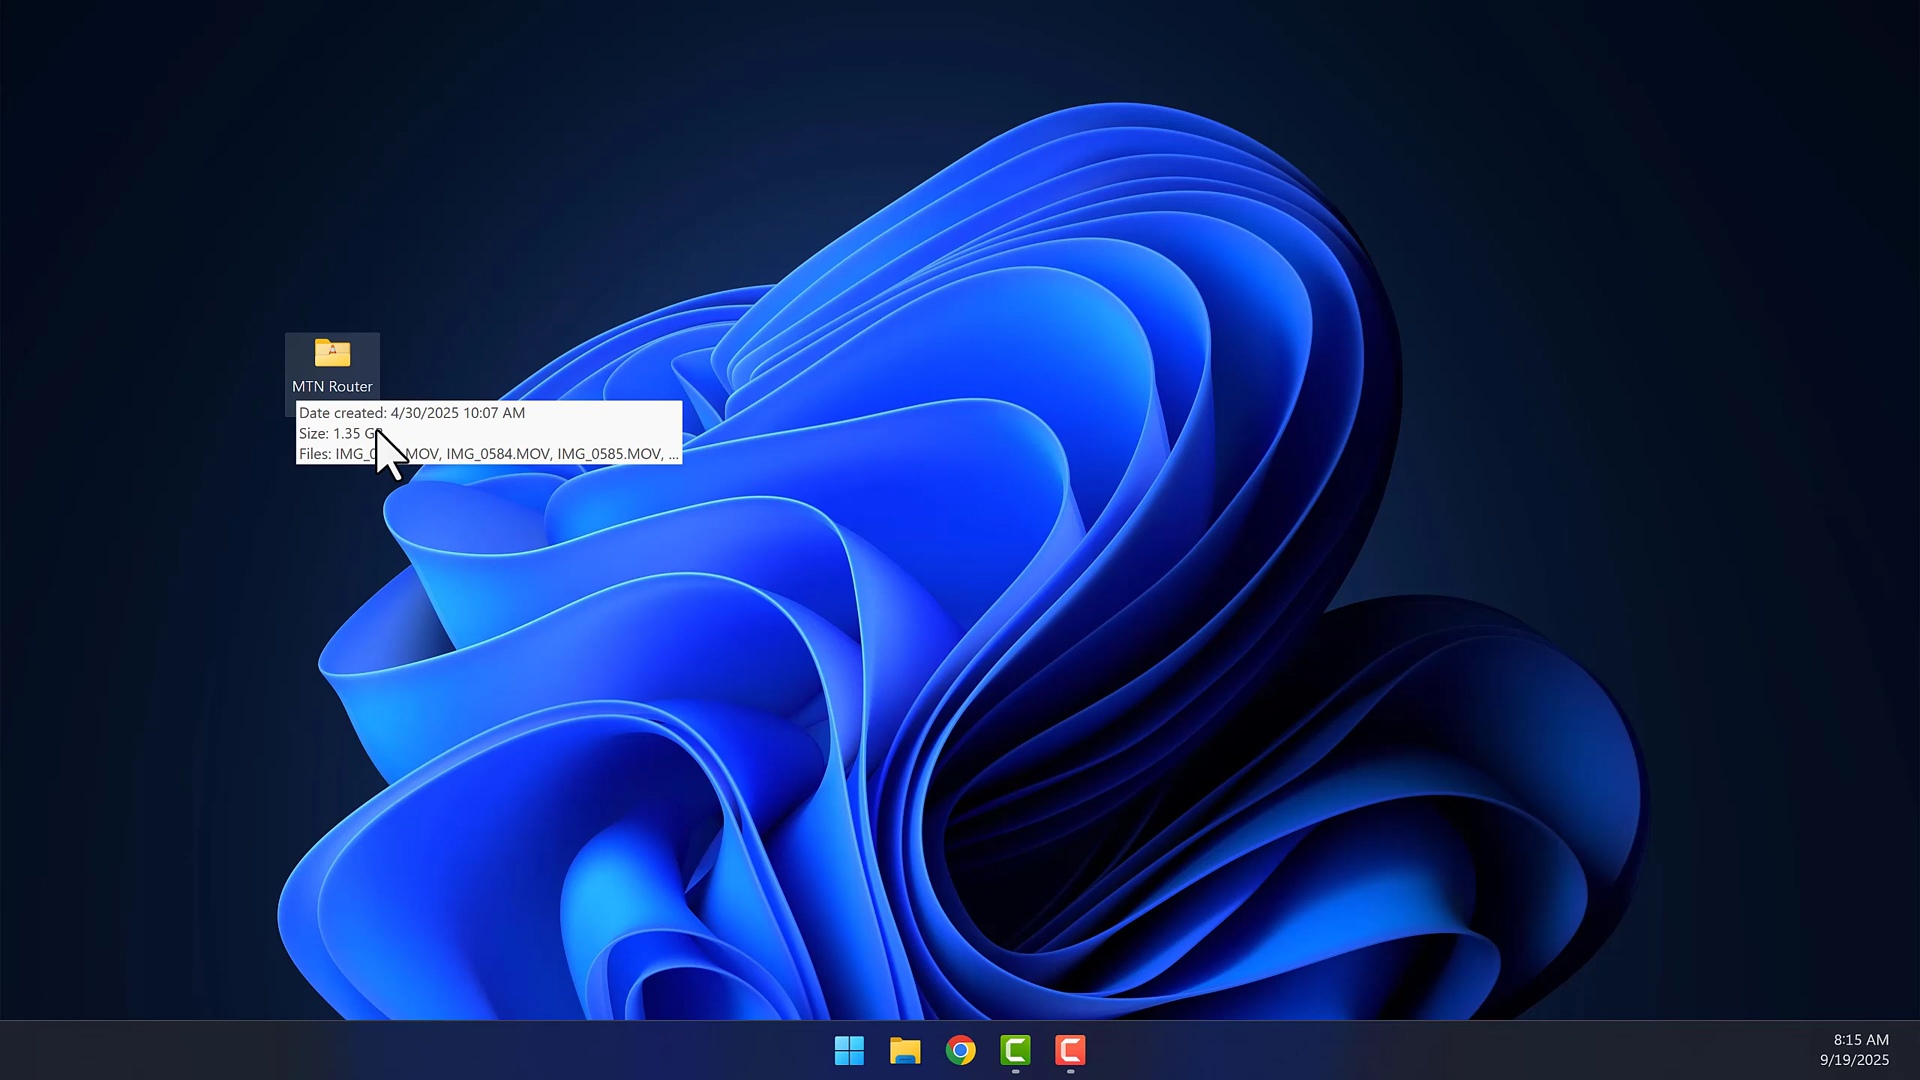 MTN Router
Date created: 4/30/2025 10:07 AM
Size: 1.35
Files: MOV, IMG_0584.MOV, IMG_0585.MOV, ...
8:15 AM
9/19/2025